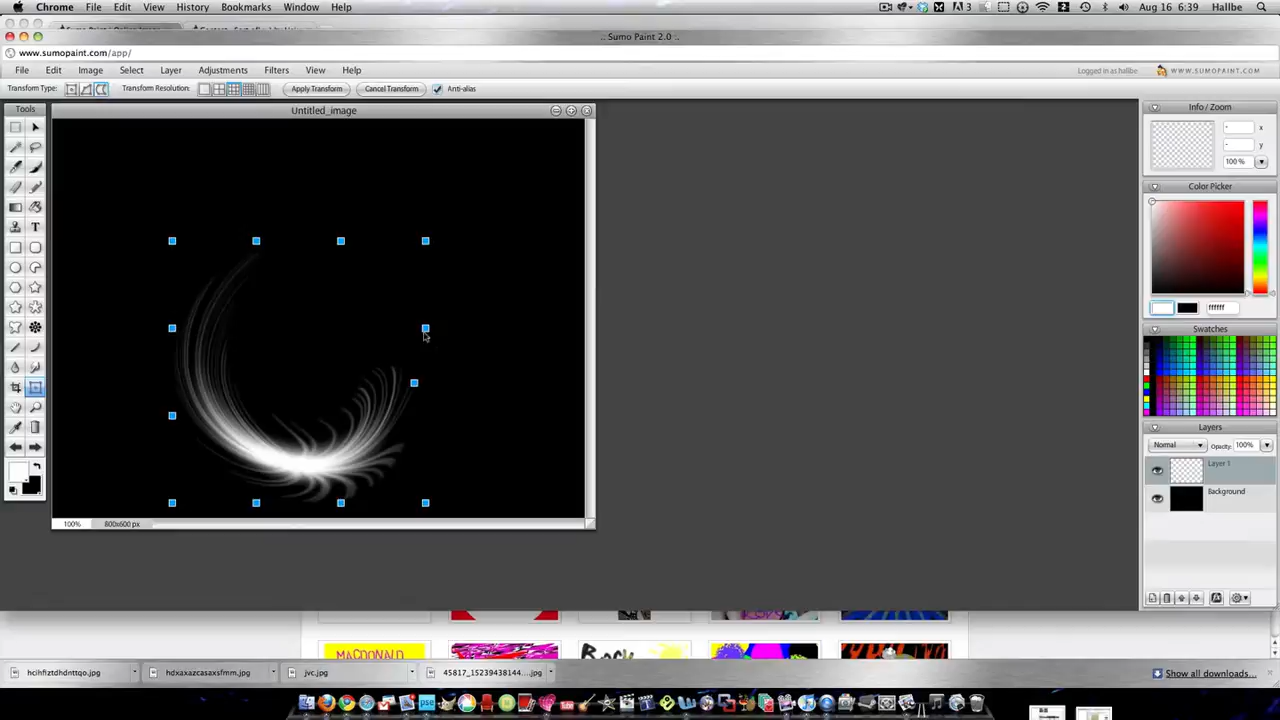 Chrome File Edit View History Bookmarks Window Help 3 2 Aug 16 6:39 Hallbe
.: Sumo Paint 2.0 :.
www.sumopaint.com/app/
File Edit Image Select Layer Adjustments Filters View Help Logged in as hallbe WWW.SUMOPAINT.COM
Transform Type: Transform Resolution: Apply Transform Cancel Transform Anti-alias
Tools
Untitled_image
Info / Zoom
- x
- y
100 %
Color Picker
ffffff
Swatches
Layers
Normal Opacity: 100%
Layer 1
Background
T
100% 800x600 px
MACDONALD
hcihfiztdhdnttqo.jpg hdxaxazcasaxsfmm.jpg jvc.jpg 45817_15239438144....jpg Show all downloads...
pse